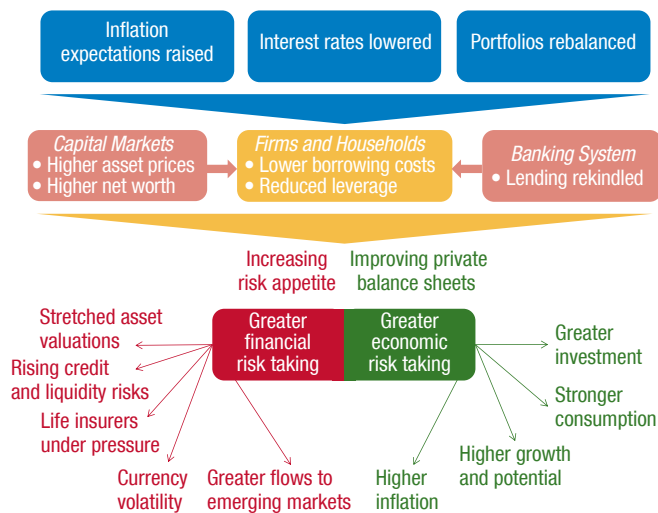 Inflation
expectations raised
Interest rates lowered
Portfolios rebalanced
Capital Markets
• Higher asset prices
• Higher net worth
Firms and Households
• Lower borrowing costs
• Reduced leverage
Banking System
• Lending rekindled
Increasing
risk appetite
Improving private
balance sheets
Greater
financial
risk taking
Greater
economic
risk taking
Stretched asset
valuations
Rising credit
and liquidity risks
Life insurers
under pressure
Currency
volatility
Greater flows to
emerging markets
Higher
inflation
Higher growth
and potential
Stronger
consumption
Greater
investment